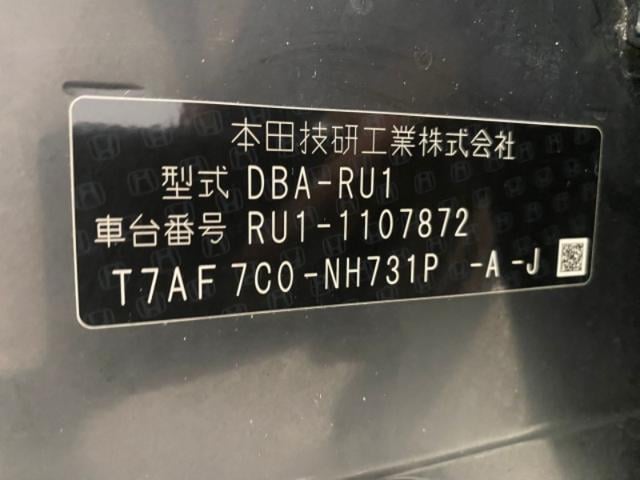 本田技研工業株式会社
型式 DBA-RU1
車台番号 RU1-1107872
T7AF 7C0-NH731P -A -J